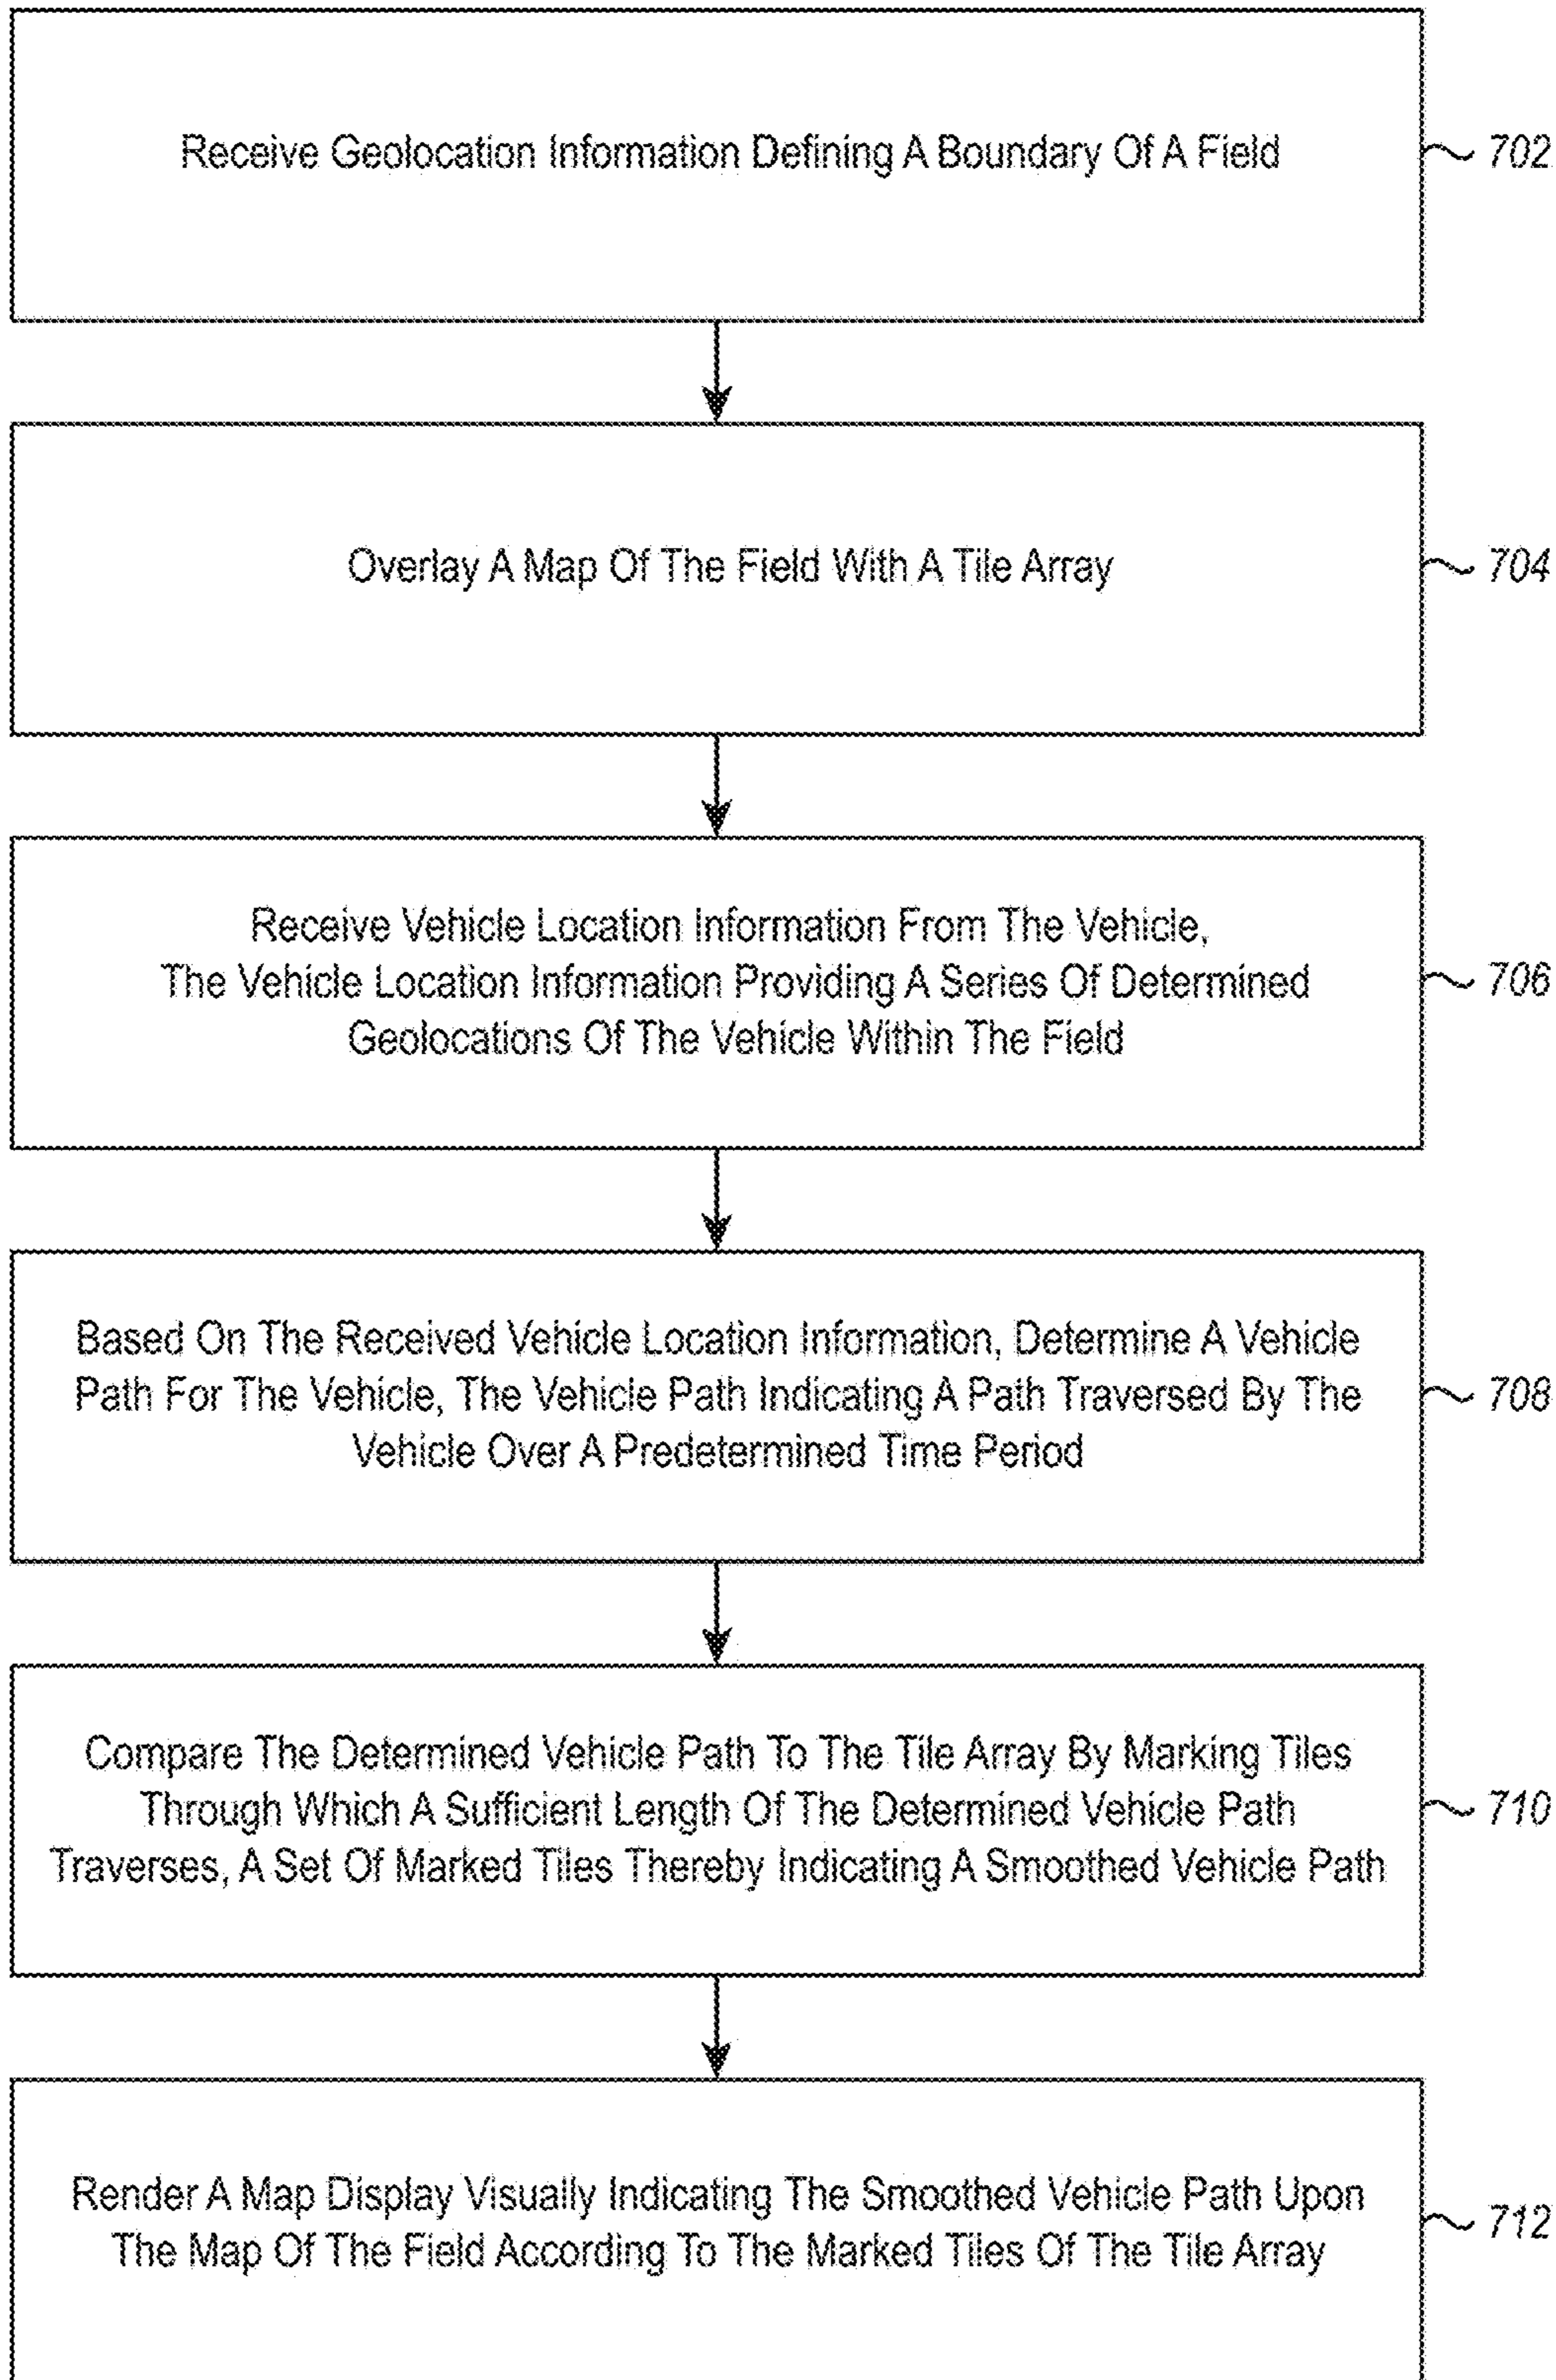 Receive Geolocation Information Defining A Boundary Of A Field
702
Overlay A Map Of The Field With A Tile Array
704
Receive Vehicle Location Information From The Vehicle,
The Vehicle Location Information Providing A Series Of Determined
Geolocations Of The Vehicle Within The Field
706
Based On The Received Vehicle Location Information, Determine A Vehicle
Path For The Vehicle, The Vehicle Path Indicating A Path Traversed By The
Vehicle Over A Predetermined Time Period
708
Compare The Determined Vehicle Path To The Tile Array By Marking Tiles
Through Which A Sufficient Length Of The Determined Vehicle Path
Traverses, A Set Of Marked Tiles Thereby Indicating A Smoothed Vehicle Path
710
Render A Map Display Visually Indicating The Smoothed Vehicle Path Upon
The Map Of The Field According To The Marked Tiles Of The Tile Array
712